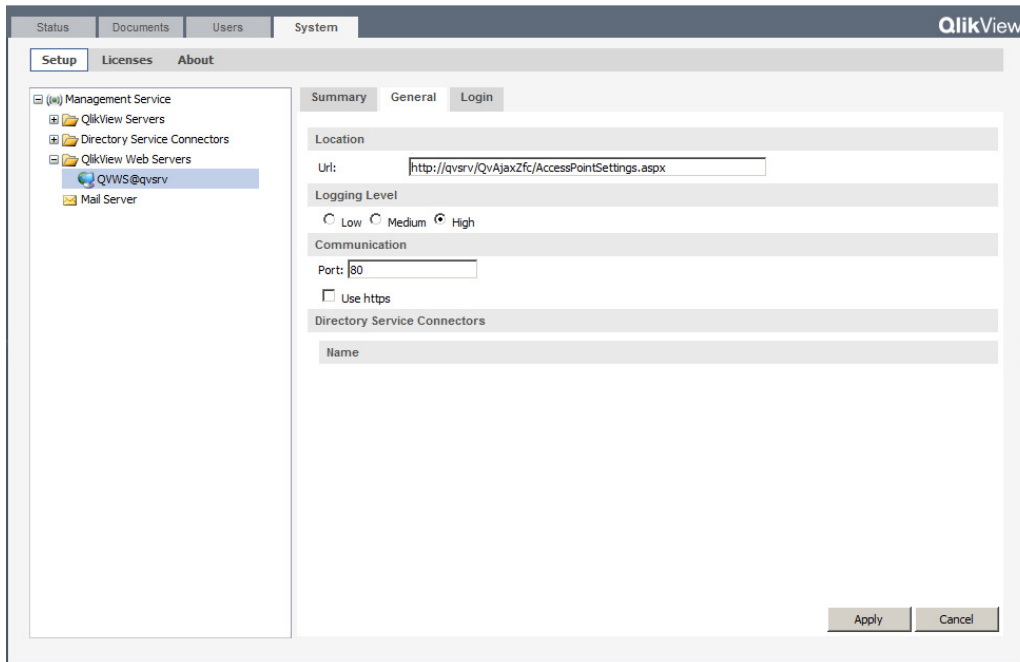 Status Documents Users System QlikView
Setup Licenses About
Management Service
QlikView Servers
Directory Service Connectors
QlikView Web Servers
QVWS@qvsrv
Mail Server
Summary General Login
Location
Url: http://qvsrv/QvAjaxZfc/AccessPointSettings.aspx
Logging Level
Low Medium High
Communication
Port: 80
Use https
Directory Service Connectors
Name
Apply Cancel